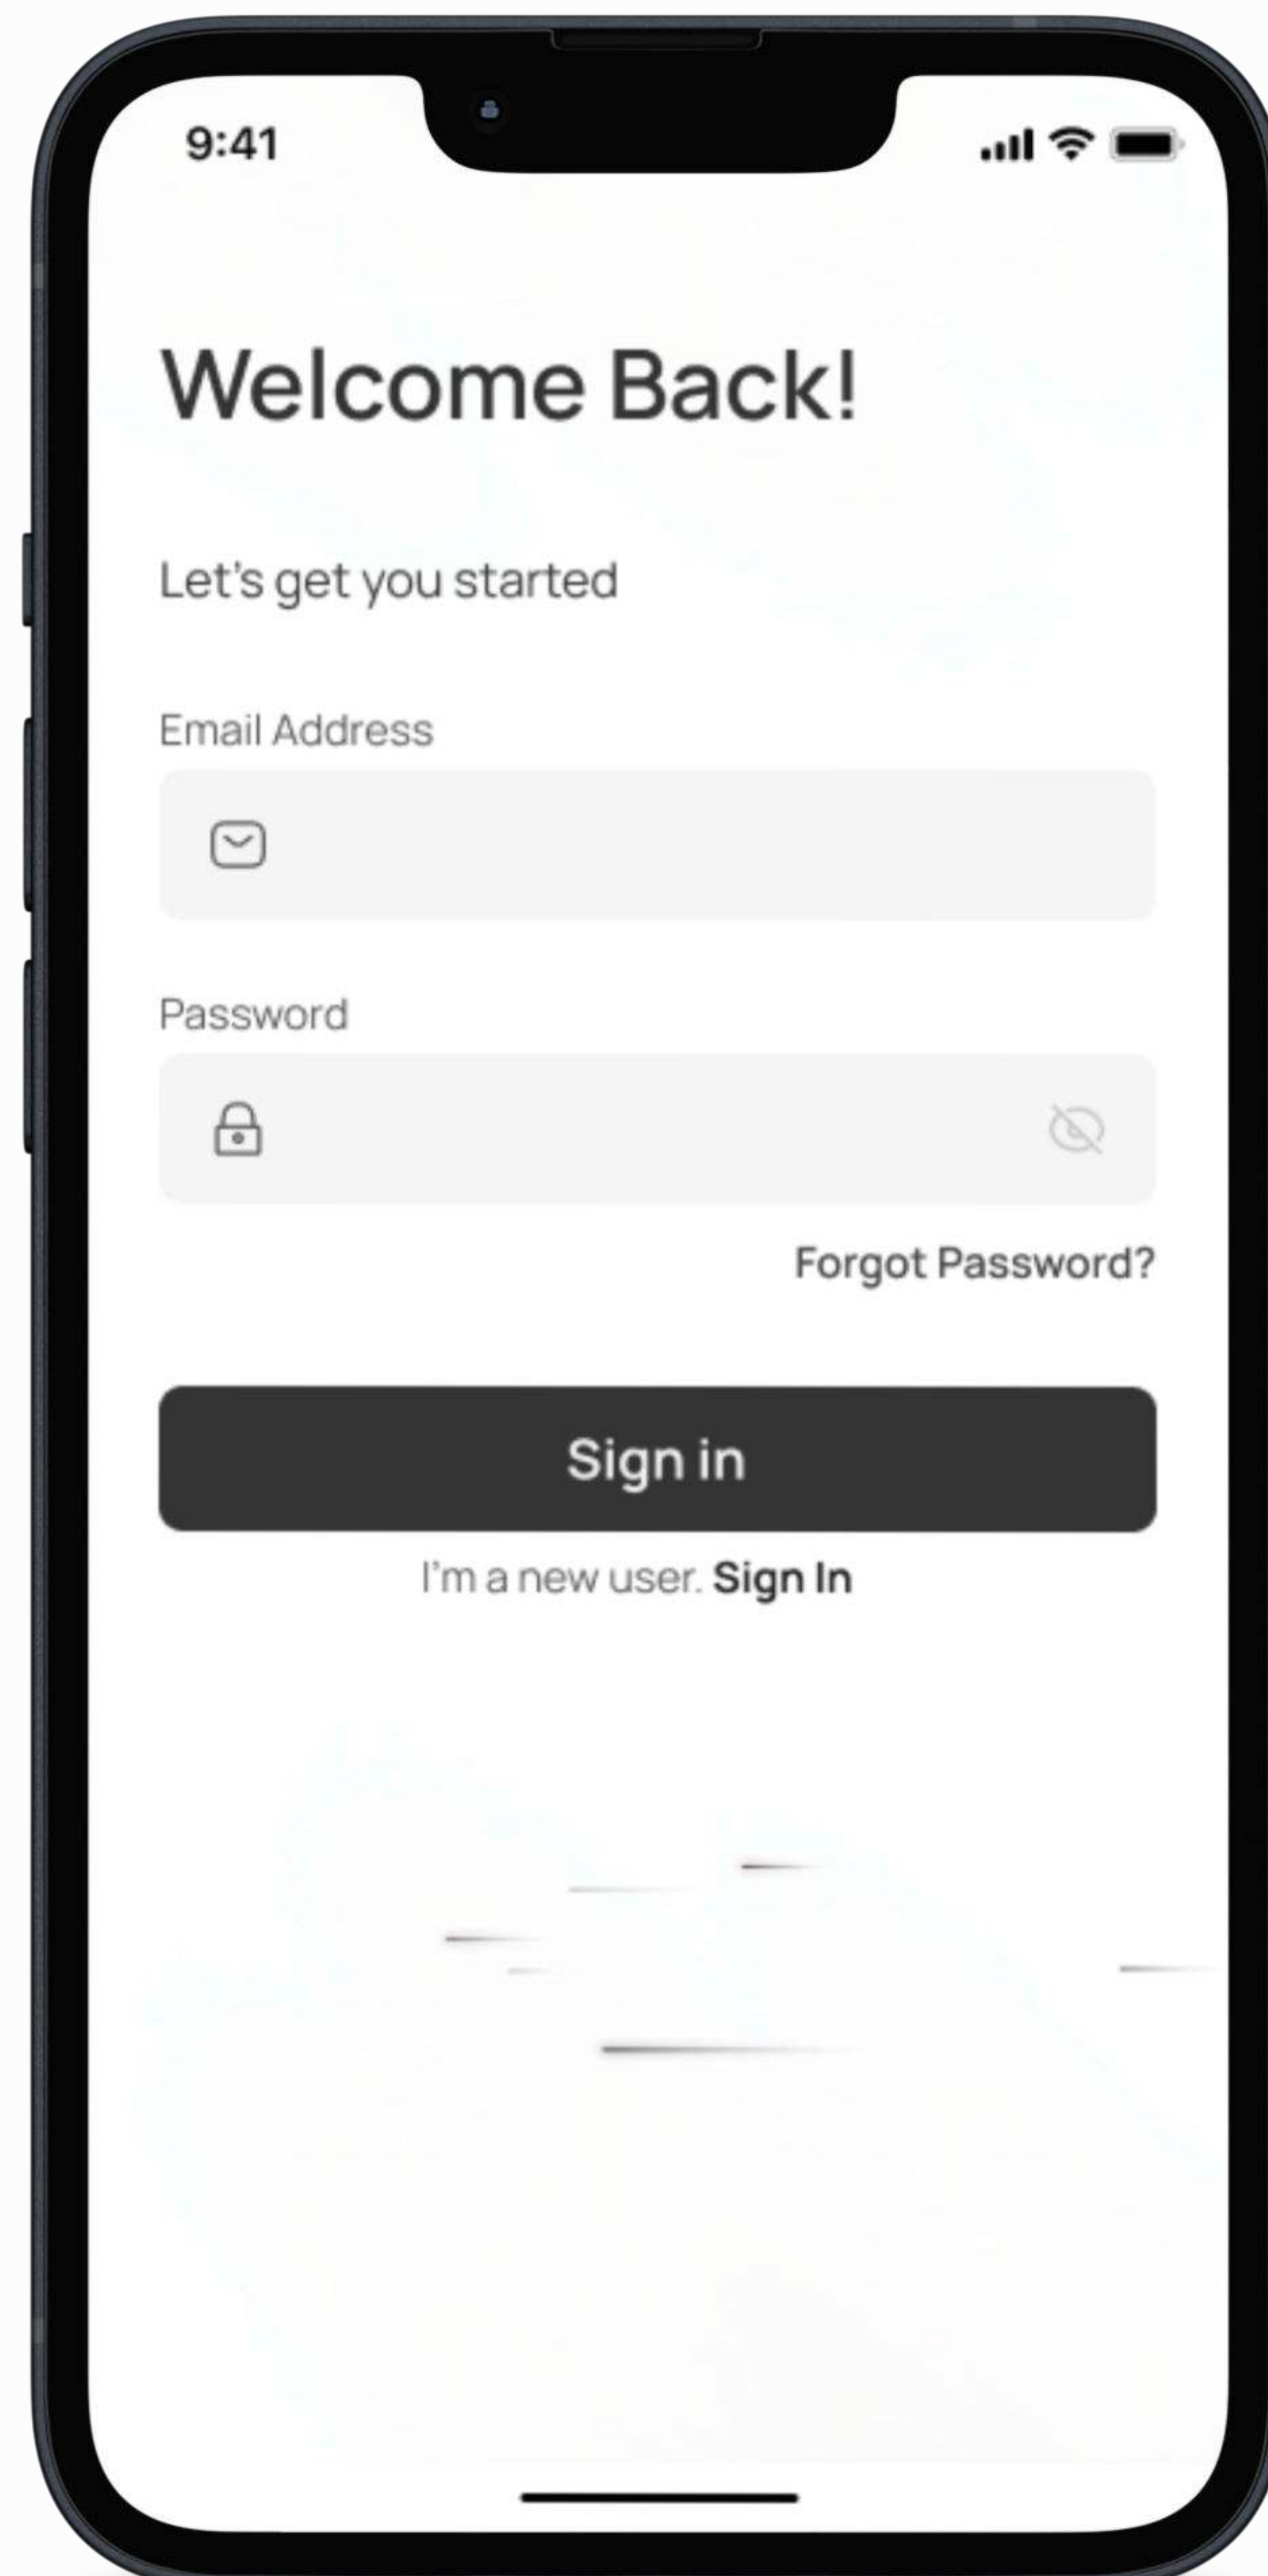 9:41
Welcome Back!
Let's get you started
Email Address
Password
Forgot Password?
Sign in
I'm a new user. Sign In